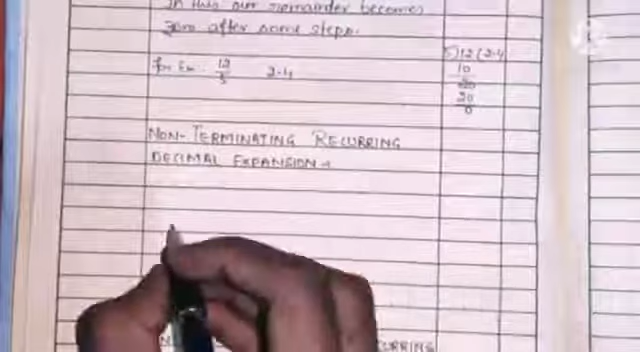 In this our remainder becomes
zero after some steps.
for Ex- 12/5 2.4
5)12(2.4
10
20
20
0
NON-TERMINATING RECURRING
DECIMAL EXPANSION →
CURRING